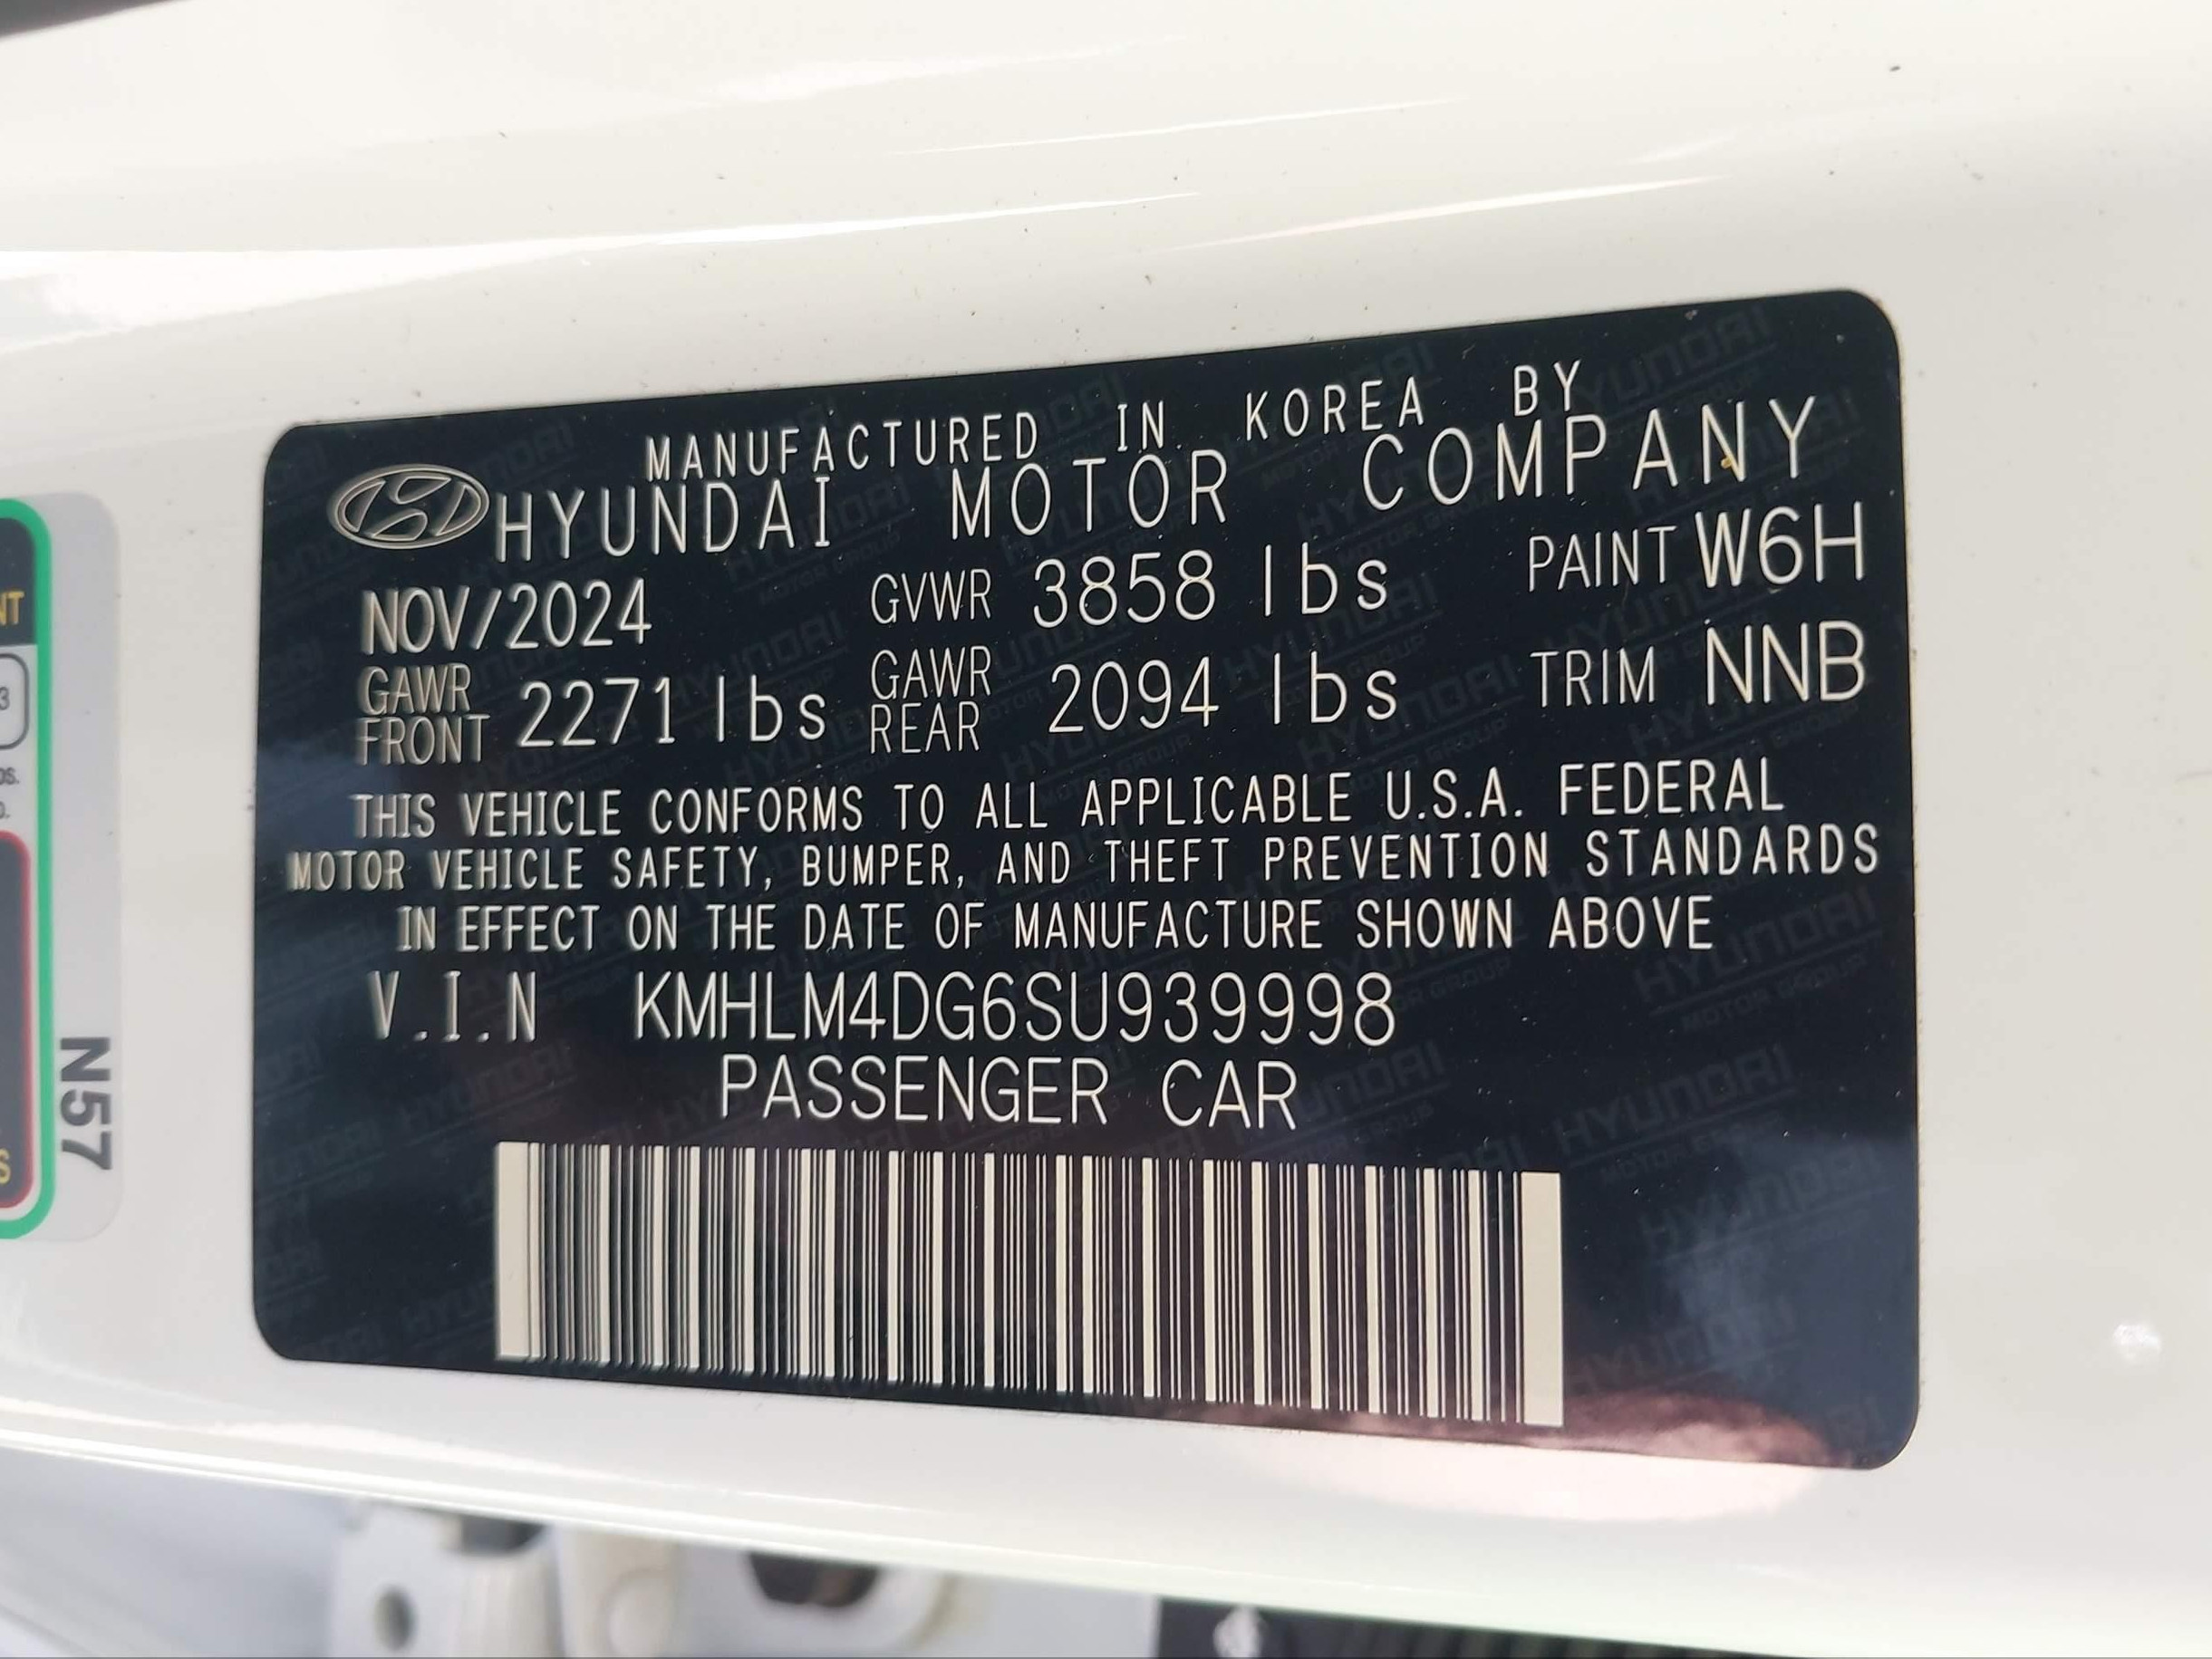 MANUFACTURED IN KOREA BY
HYUNDAI MOTOR COMPANY
NOV/2024 GVWR 3858 lbs PAINT W6H
GAWR FRONT 2271 lbs GAWR REAR 2094 lbs TRIM NNB
THIS VEHICLE CONFORMS TO ALL APPLICABLE U.S.A. FEDERAL
MOTOR VEHICLE SAFETY, BUMPER, AND THEFT PREVENTION STANDARDS
IN EFFECT ON THE DATE OF MANUFACTURE SHOWN ABOVE
V.I.N KMHLM4DG6SU939998
PASSENGER CAR
N57